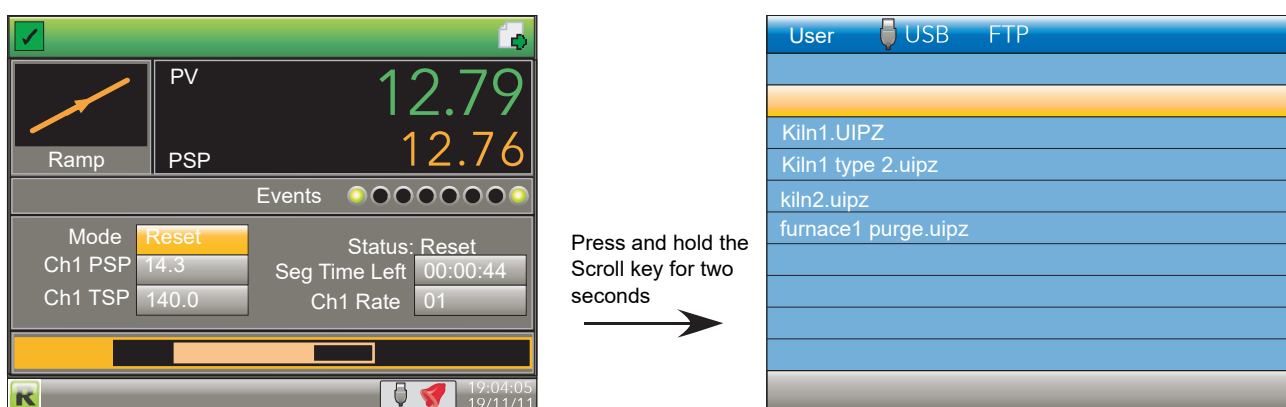 PV 12.79
Ramp PSP 12.76
Events
Mode Reset Status: Reset
Ch1 PSP 14.3 Seg Time Left 00:00:44
Ch1 TSP 140.0 Ch1 Rate 01
R 19:04:05
19/11/11
Press and hold the
Scroll key for two
seconds
User USB FTP
Kiln1.UIPZ
Kiln1 type 2.uipz
kiln2.uipz
furnace1 purge.uipz